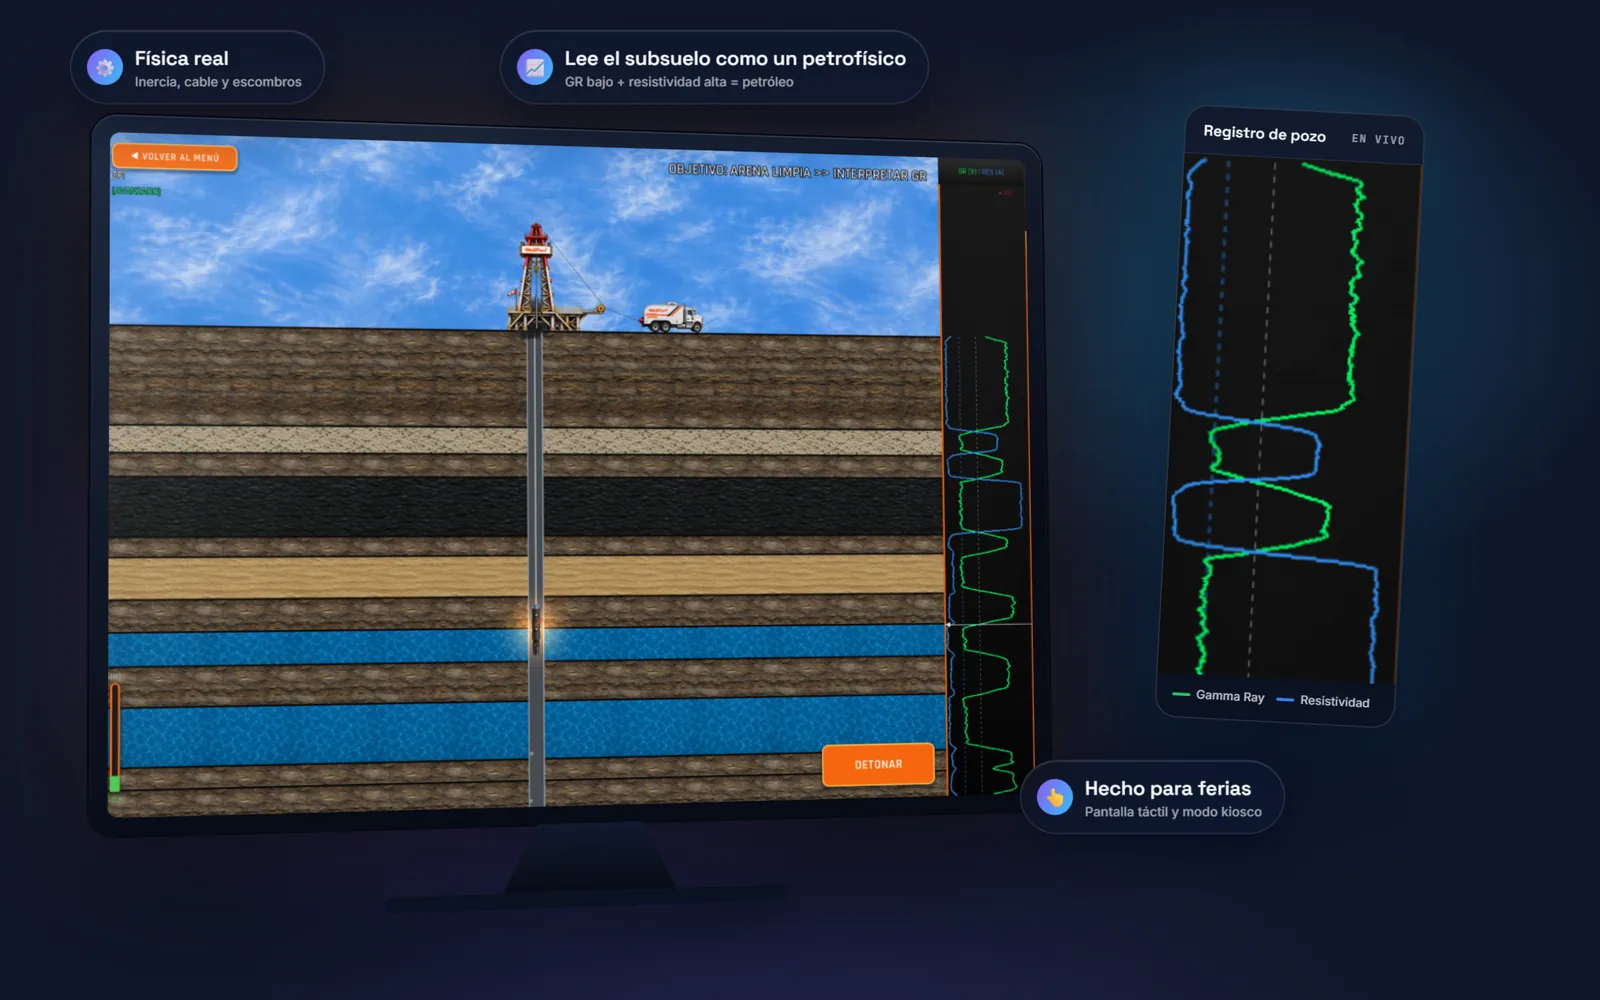 Física real
Inercia, cable y escombros
Lee el subsuelo como un petrofísico
GR bajo + resistividad alta = petróleo
Registro de pozo
EN VIVO
◀ VOLVER AL MENÚ
OBJETIVO: ARENA LIMPIA >> INTERPRETAR GR
GR (V) | RES (A)
DETONAR
Gamma Ray
Resistividad
Hecho para ferias
Pantalla táctil y modo kiosco